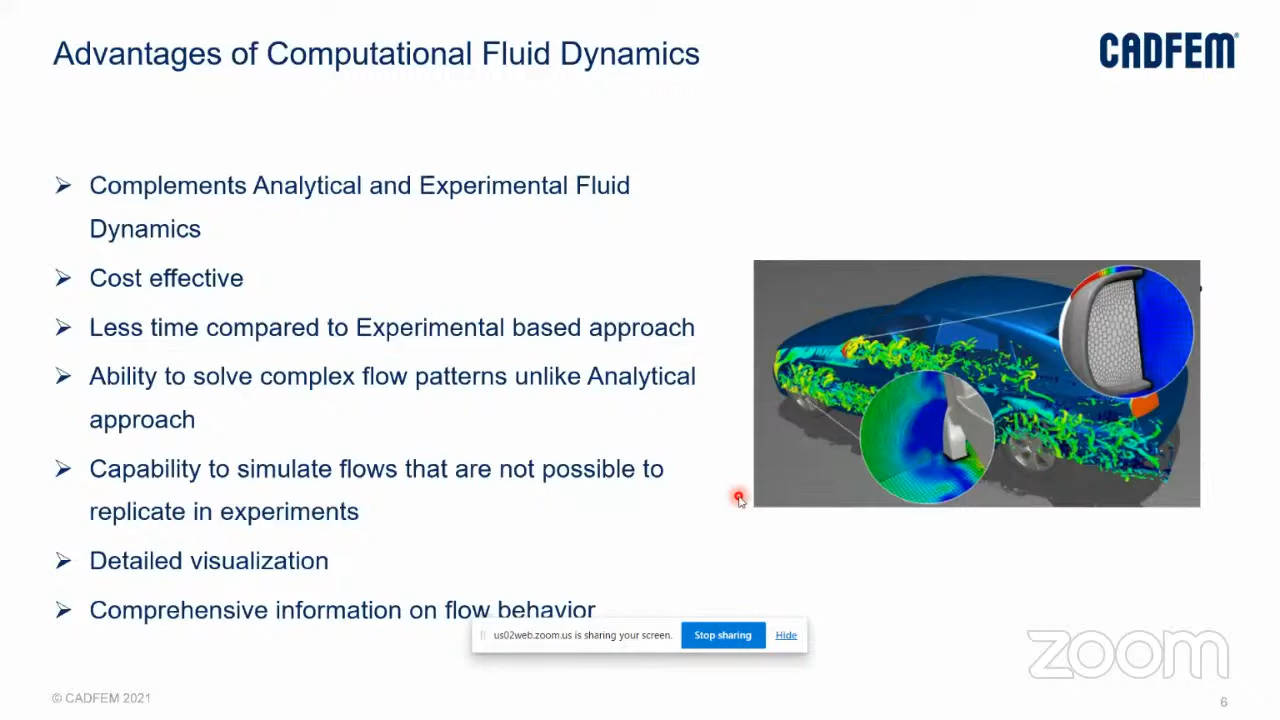 Advantages of Computational Fluid Dynamics
CADFEM®
Complements Analytical and Experimental Fluid
Dynamics
Cost effective
Less time compared to Experimental based approach
Ability to solve complex flow patterns unlike Analytical
approach
Capability to simulate flows that are not possible to
replicate in experiments
Detailed visualization
Comprehensive information on flow behavior
us02web.zoom.us is sharing your screen.
Stop sharing
Hide
zoom
© CADFEM 2021
6